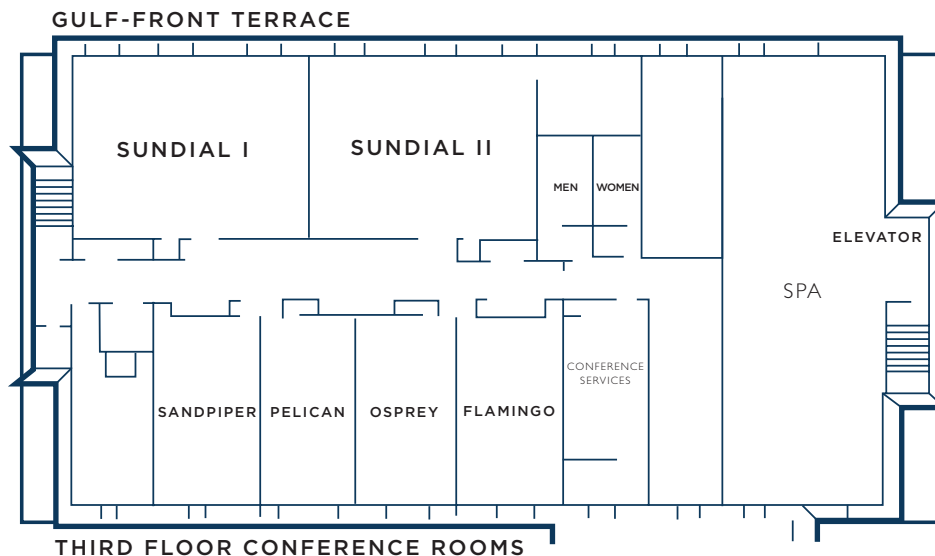 GULF-FRONT TERRACE
SUNDIAL I
SUNDIAL II
MEN
WOMEN
ELEVATOR
SPA
CONFERENCE
SERVICES
SANDPIPER
PELICAN
OSPREY
FLAMINGO
THIRD FLOOR CONFERENCE ROOMS